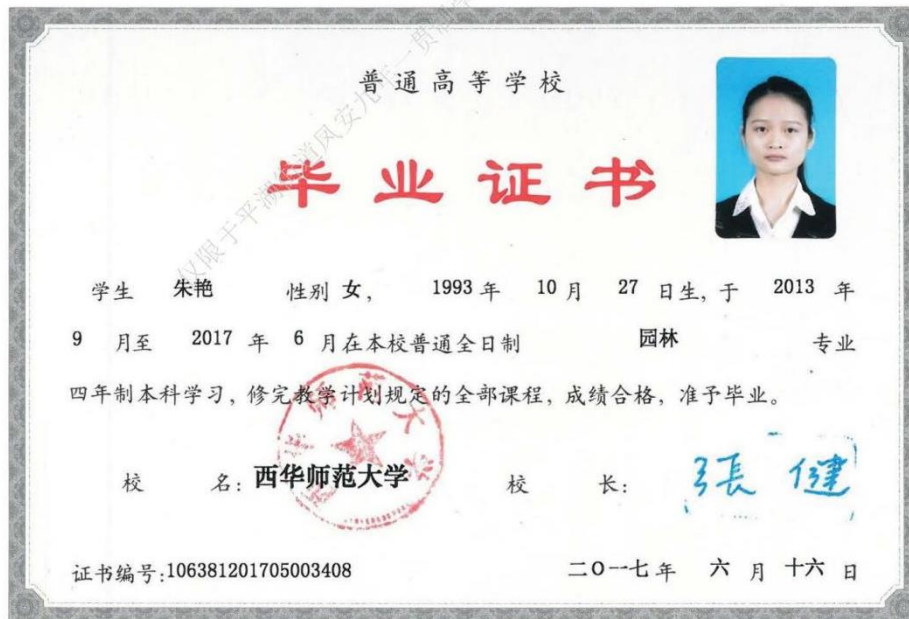 普通高等学校
毕业证书
学生 朱艳 性别 女, 1993 年 10 月 27 日生, 于 2013 年
9 月至 2017 年 6 月在本校普通全日制 园林 专业
四年制本科学习, 修完教学计划规定的全部课程, 成绩合格, 准予毕业。
校 名: 西华师范大学 校 长: 張健
证书编号:106381201705003408 二O一七年 六 月 十六 日